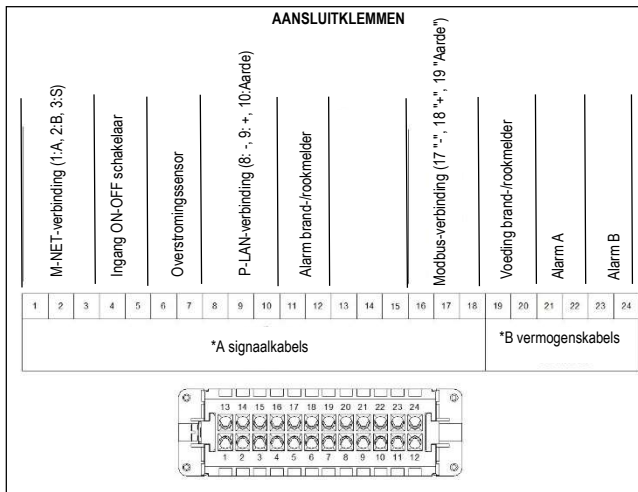 AANSLUITKLEMMEN
M-NET-verbinding (1:A, 2:B, 3:S)
Ingang ON-OFF schakelaar
Overstromingssensor
P-LAN-verbinding (8: -, 9: +, 10:Aarde)
Alarm brand-/rookmelder
Modbus-verbinding (17 "-", 18 "+", 19 "Aarde")
Voeding brand-/rookmelder
Alarm A
Alarm B
1 2 3 4 5 6 7 8 9 10 11 12 13 14 15 16 17 18 19 20 21 22 23 24
*A signaalkabels *B vermogenskabels
13 14 15 16 17 18 19 20 21 22 23 24
1 2 3 4 5 6 7 8 9 10 11 12